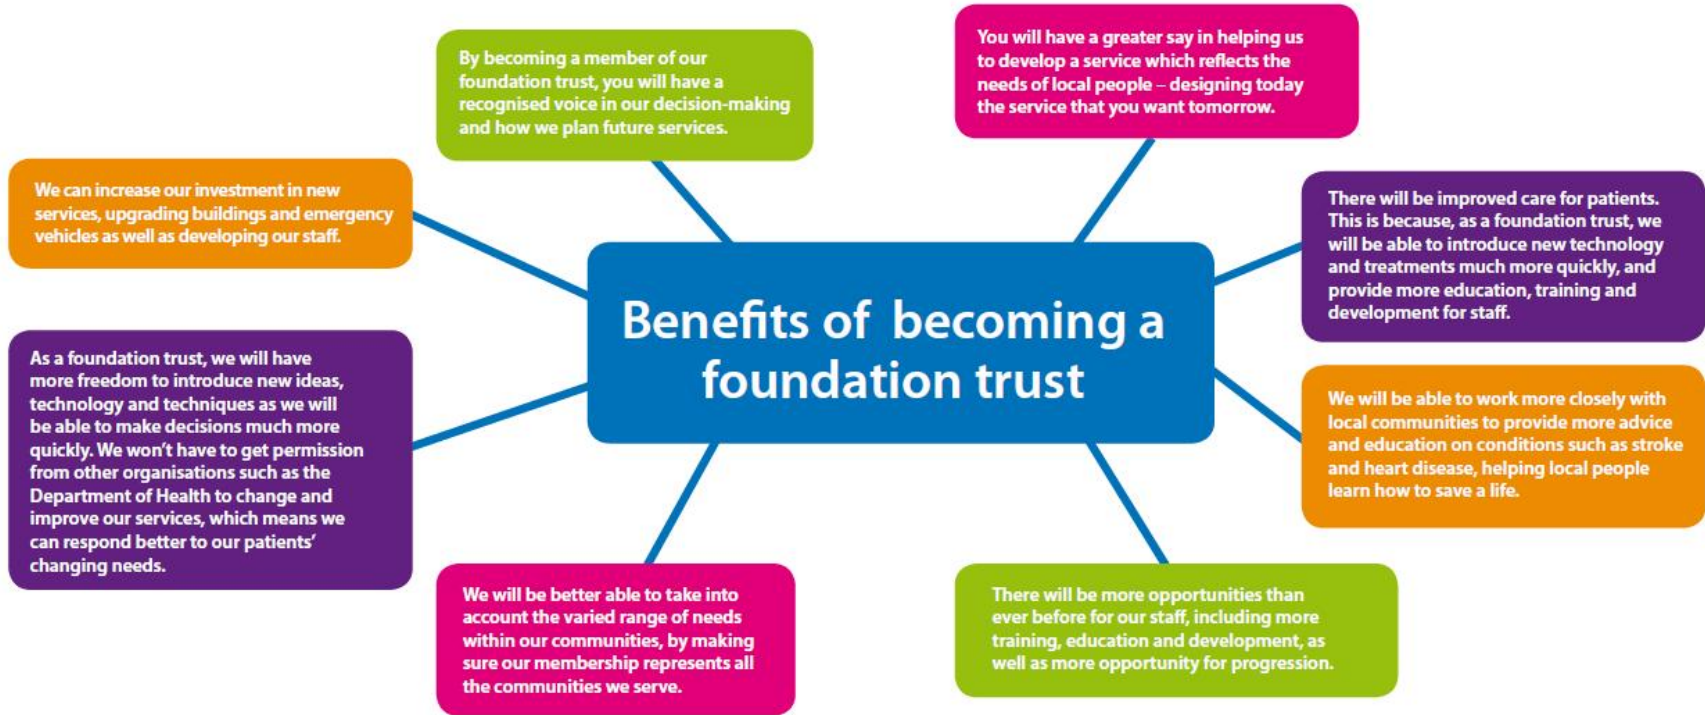 By becoming a member of our
foundation trust, you will have a
recognised voice in our decision-making
and how we plan future services.
You will have a greater say in helping us
to develop a service which reflects the
needs of local people – designing today
the service that you want tomorrow.
We can increase our investment in new
services, upgrading buildings and emergency
vehicles as well as developing our staff.
There will be improved care for patients.
This is because, as a foundation trust, we
will be able to introduce new technology
and treatments much more quickly, and
provide more education, training and
development for staff.
Benefits of becoming a
foundation trust
As a foundation trust, we will have
more freedom to introduce new ideas,
technology and techniques as we will
be able to make decisions much more
quickly. We won’t have to get permission
from other organisations such as the
Department of Health to change and
improve our services, which means we
can respond better to our patients’
changing needs.
We will be able to work more closely with
local communities to provide more advice
and education on conditions such as stroke
and heart disease, helping local people
learn how to save a life.
We will be better able to take into
account the varied range of needs
within our communities, by making
sure our membership represents all
the communities we serve.
There will be more opportunities than
ever before for our staff, including more
training, education and development, as
well as more opportunity for progression.